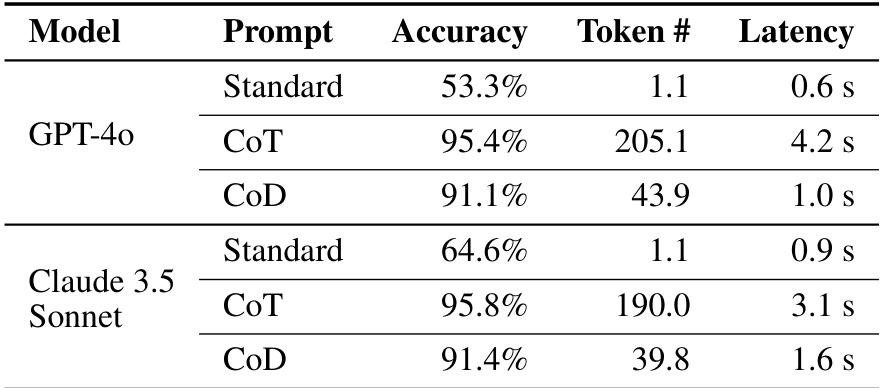 Model Prompt Accuracy Token # Latency
Standard 53.3% 1.1 0.6 s
GPT-4o CoT 95.4% 205.1 4.2 s
CoD 91.1% 43.9 1.0 s
Standard 64.6% 1.1 0.9 s
Claude 3.5
Sonnet CoT 95.8% 190.0 3.1 s
CoD 91.4% 39.8 1.6 s